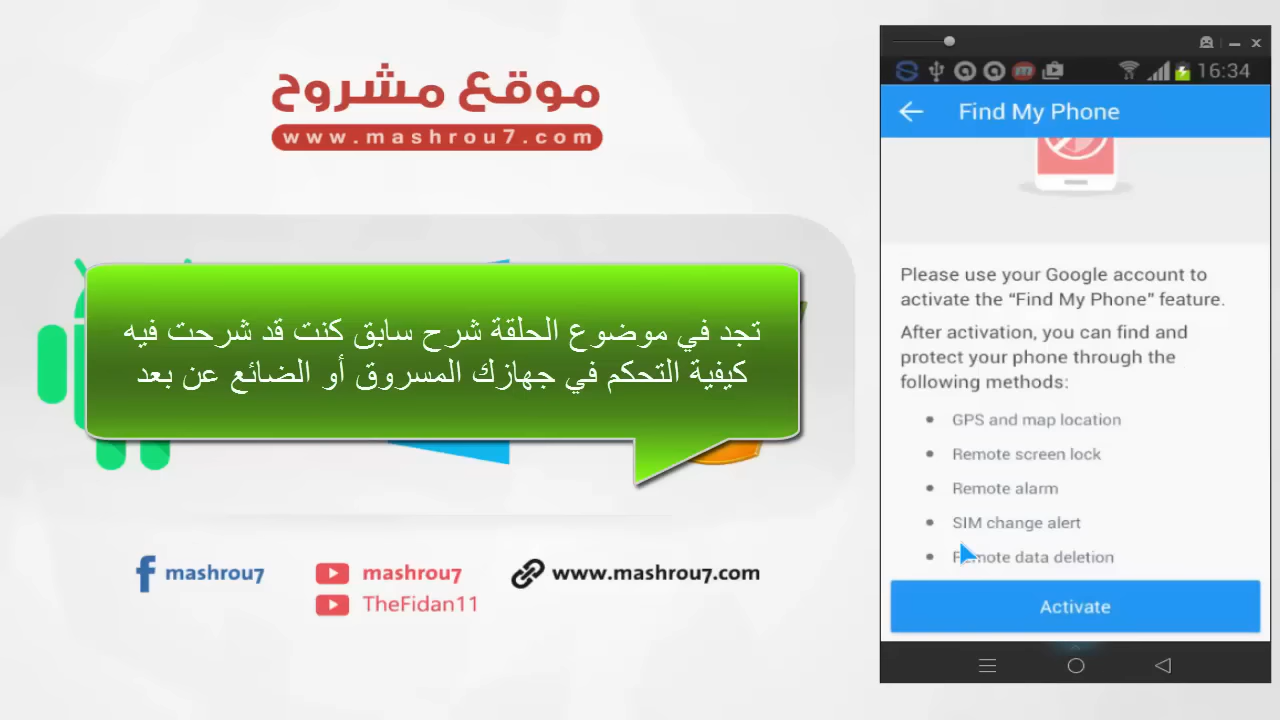 موقع مشروح
www.mashrou7.com
تجد في موضوع الحلقة شرح سابق كنت قد شرحت فيه
كيفية التحكم في جهازك المسروق أو الضائع عن بعد
mashrou7
mashrou7
www.mashrou7.com
TheFidan11
16:34
Find My Phone
Please use your Google account to
activate the “Find My Phone” feature.
After activation, you can find and
protect your phone through the
following methods:
• GPS and map location
• Remote screen lock
• Remote alarm
• SIM change alert
• Remote data deletion
Activate